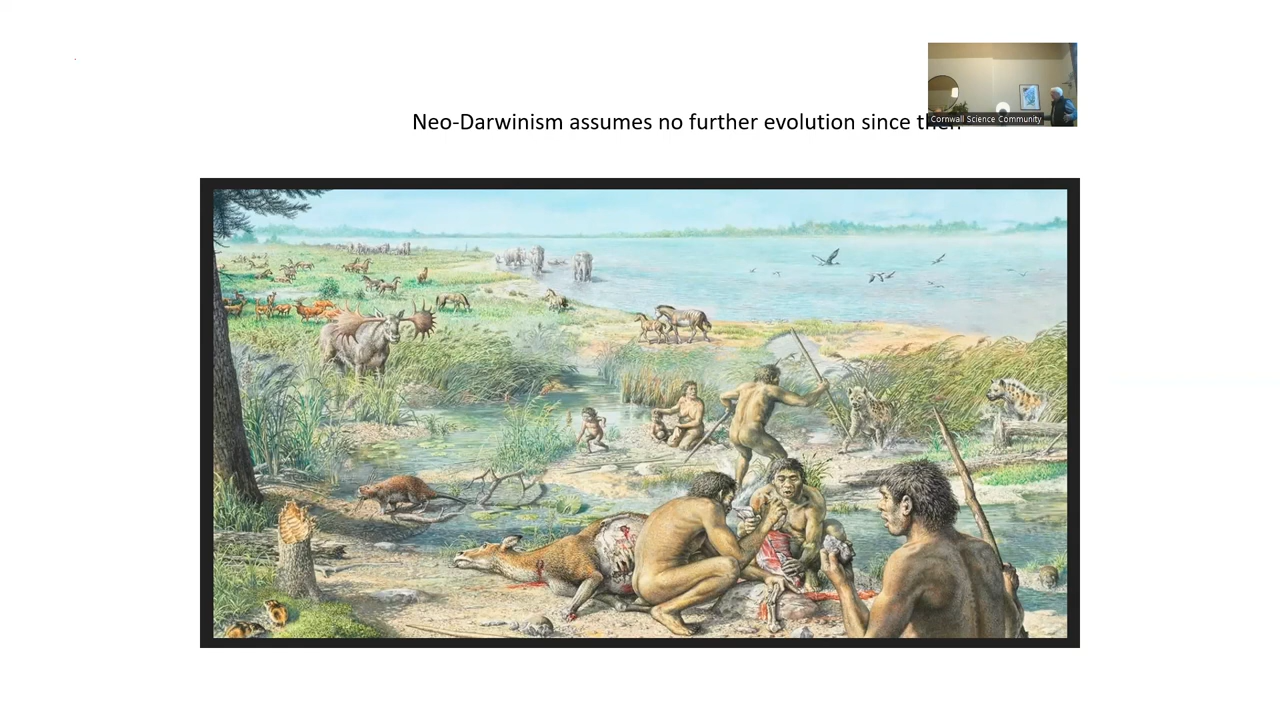 Neo-Darwinism assumes no further evolution since
Cornwall Science Community